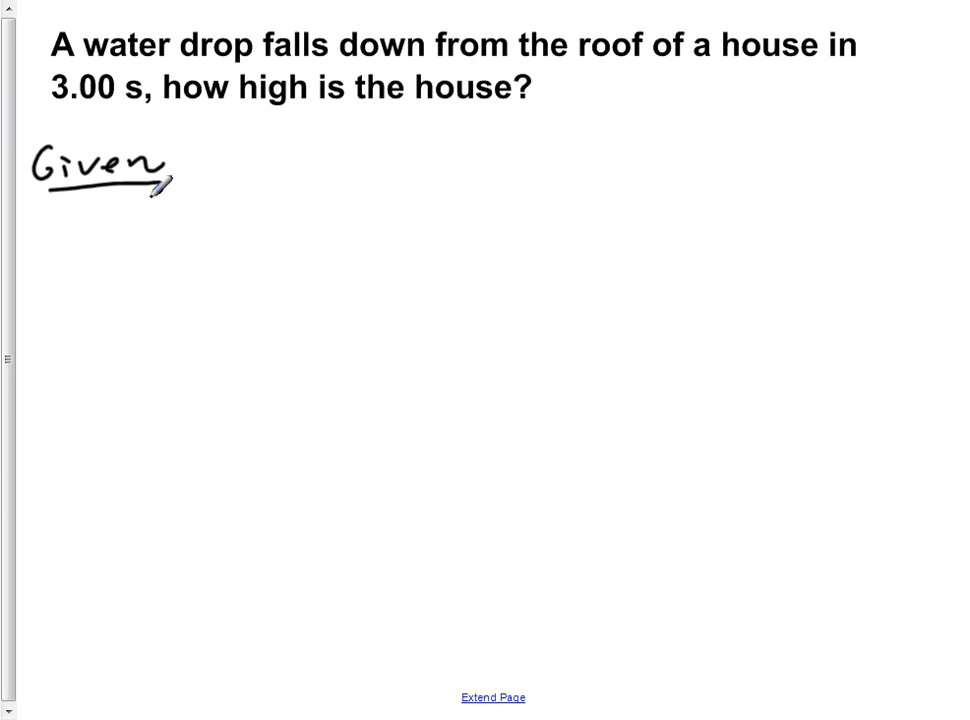 A water drop falls down from the roof of a house in
3.00 s, how high is the house?
Given
Extend Page